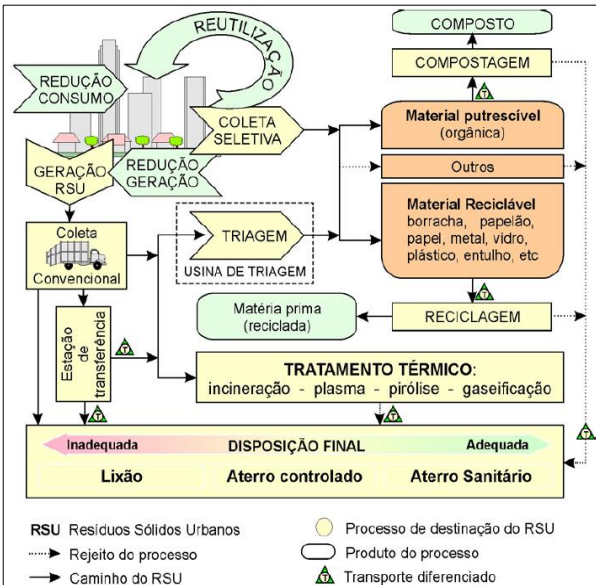 COMPOSTO
REUTILIZAÇÃO
COMPOSTAGEM
REDUÇÃO
CONSUMO
T
COLETA
SELETIVA
Material putrescível
(orgânica)
GERAÇÃO
RSU
REDUÇÃO
GERAÇÃO
Outros
Material Reciclável
borracha, papelão,
papel, metal, vidro,
plástico, entulho, etc
Coleta
Convencional
TRIAGEM
USINA DE TRIAGEM
T
Matéria prima
(reciclada)
RECICLAGEM
Estação
de
transferência
T
TRATAMENTO TÉRMICO:
incineração - plasma - pirólise - gaseificação
T
T
T
Inadequada
DISPOSIÇÃO FINAL
Adequada
Lixão
Aterro controlado
Aterro Sanitário
RSU Resíduos Sólidos Urbanos
Processo de destinação do RSU
Rejeito do processo
Produto do processo
Caminho do RSU
T Transporte diferenciado